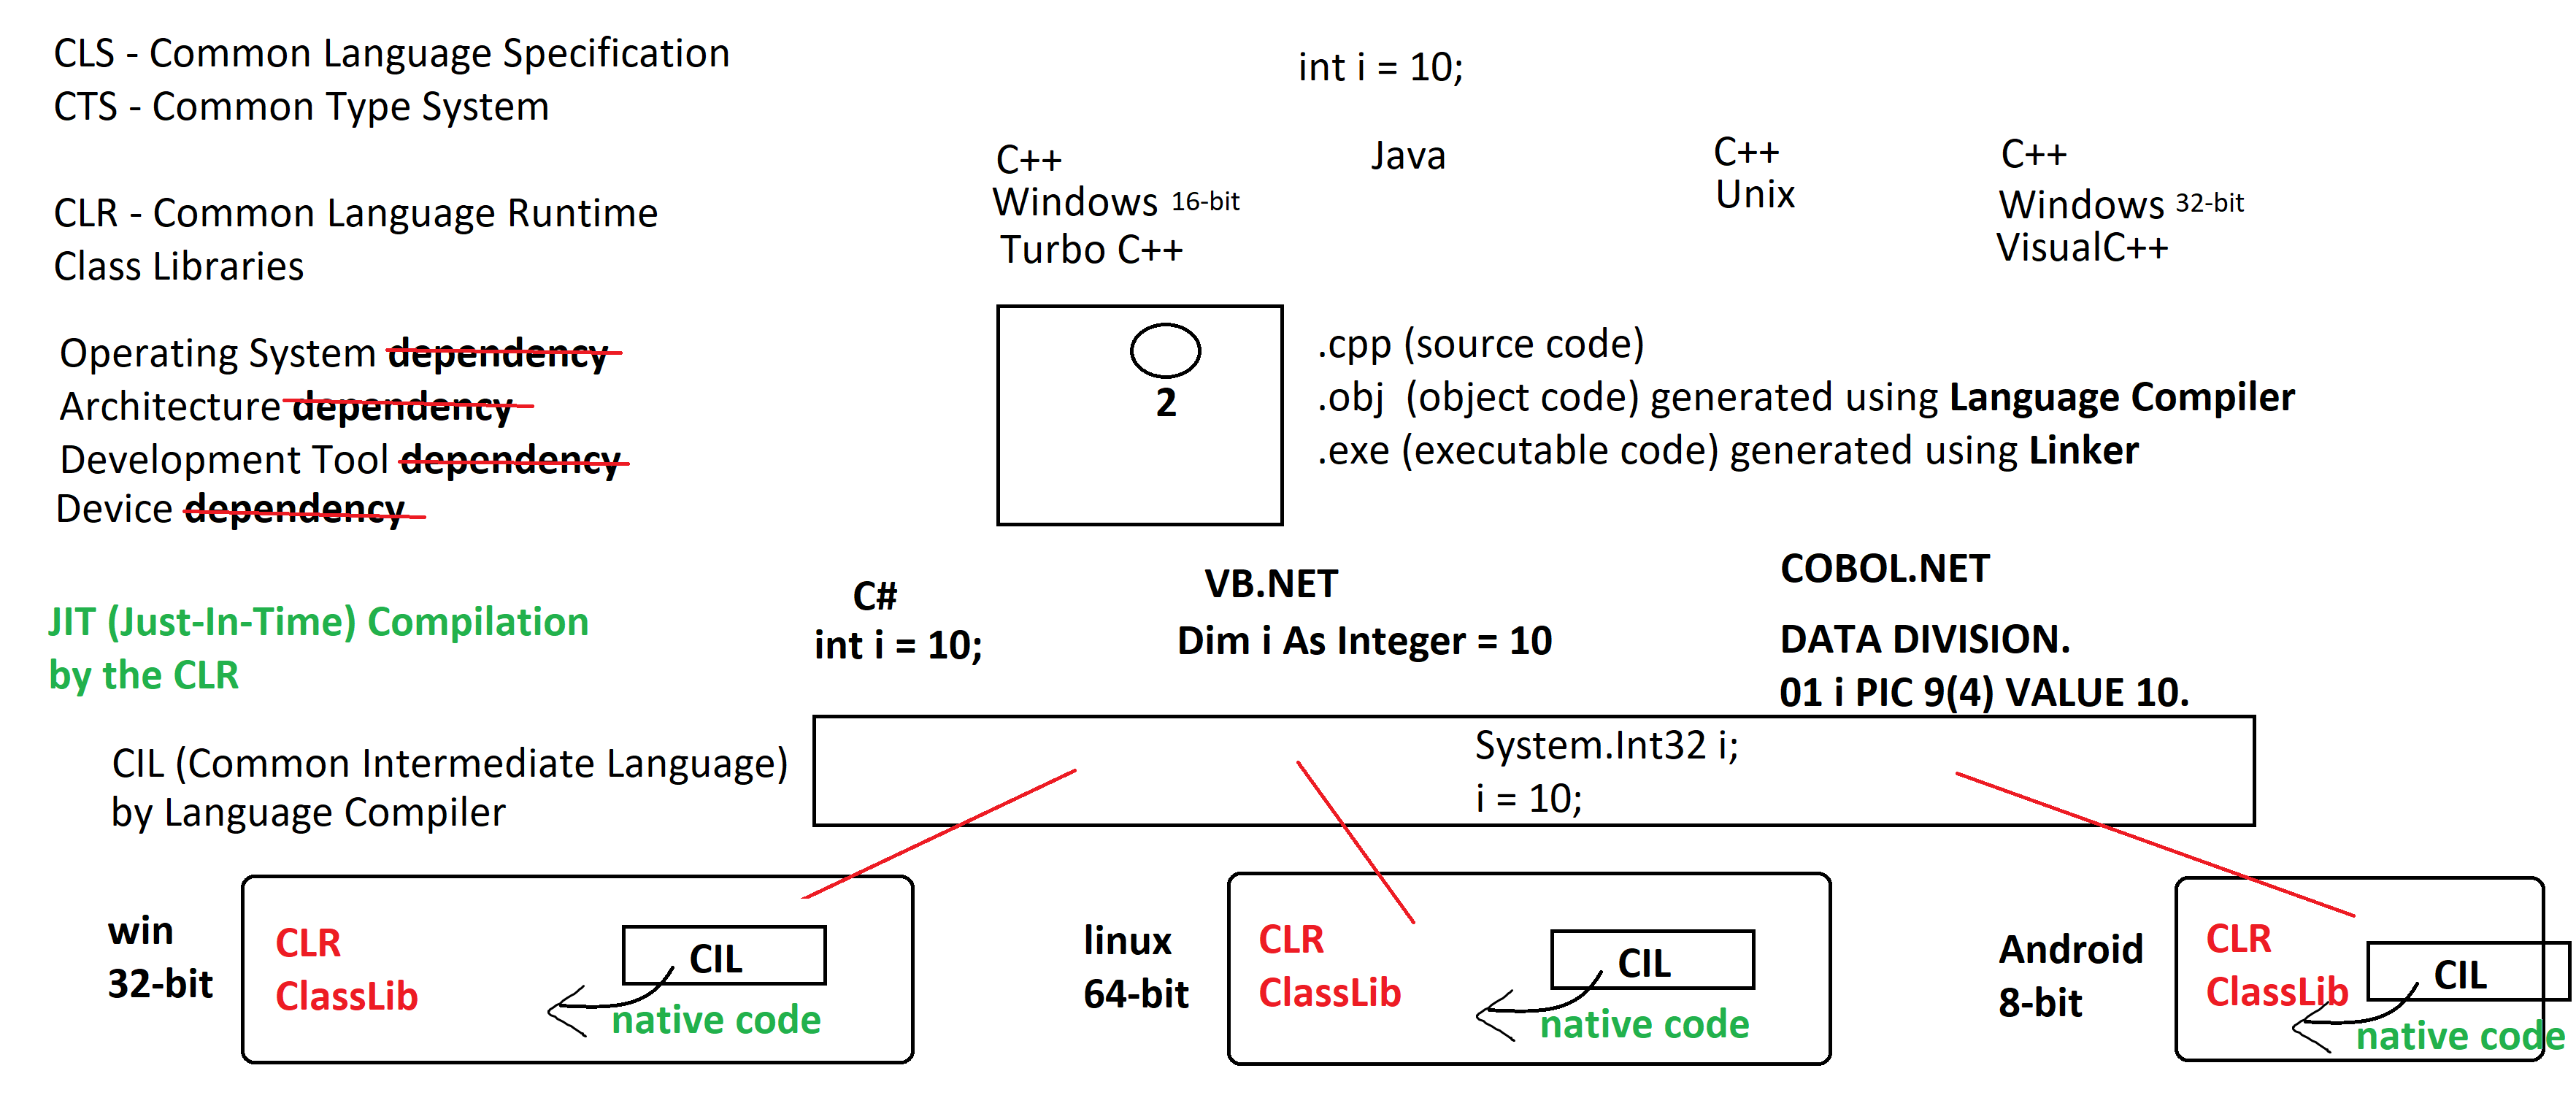 CLS - Common Language Specification
CTS - Common Type System
CLR - Common Language Runtime
Class Libraries
Operating System dependency
Architecture dependency
Development Tool dependency
Device dependency
int i = 10;
C++
Windows 16-bit
Turbo C++
Java
C++
Unix
C++
Windows 32-bit
VisualC++
2
.cpp (source code)
.obj (object code) generated using Language Compiler
.exe (executable code) generated using Linker
JIT (Just-In-Time) Compilation
by the CLR
C#
int i = 10;
VB.NET
Dim i As Integer = 10
COBOL.NET
DATA DIVISION.
01 i PIC 9(4) VALUE 10.
CIL (Common Intermediate Language)
by Language Compiler
System.Int32 i;
i = 10;
win
32-bit
CLR
ClassLib
CIL
native code
linux
64-bit
CLR
ClassLib
CIL
native code
Android
8-bit
CLR
ClassLib
CIL
native code